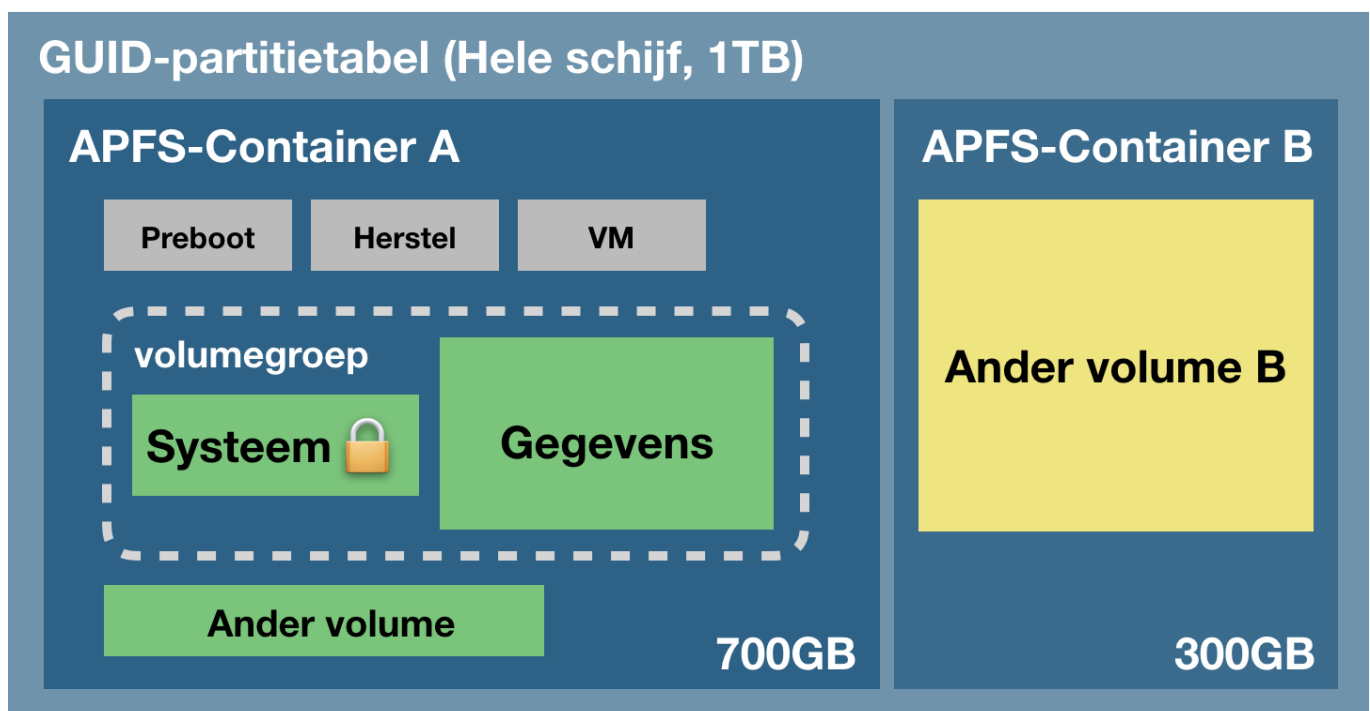 GUID-partitietabel (Hele schijf, 1TB)
APFS-Container A
Preboot
Herstel
VM
volumegroep
Systeem
Gegevens
Ander volume
700GB
APFS-Container B
Ander volume B
300GB